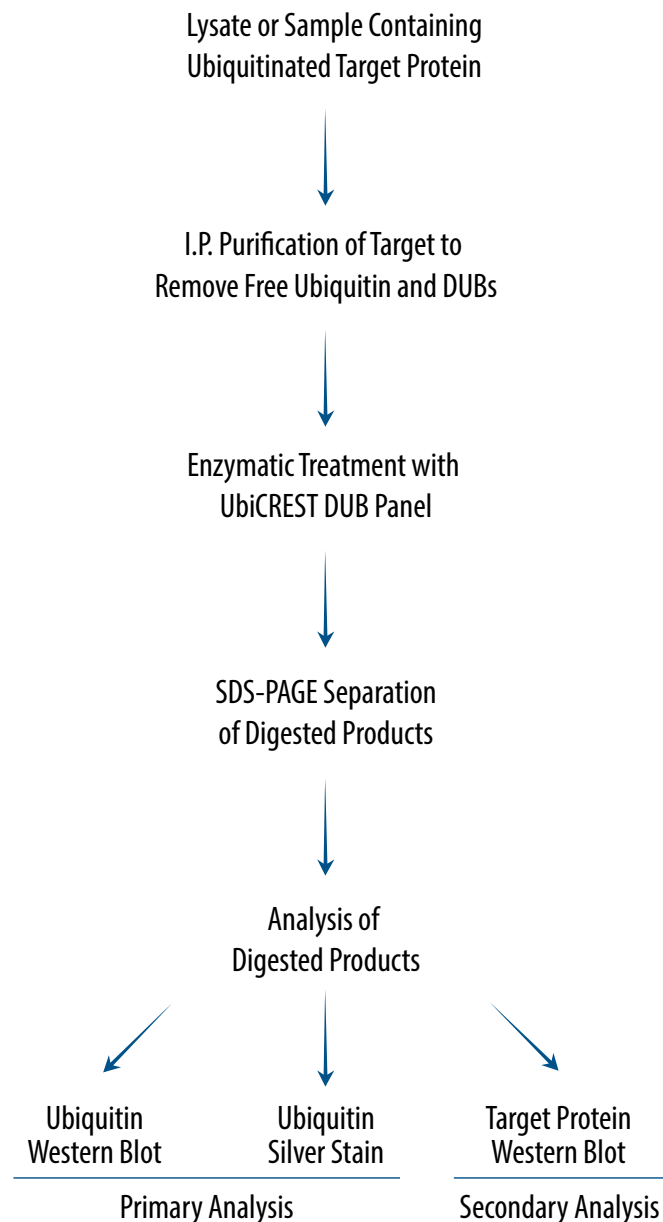 Lysate or Sample Containing
Ubiquitinated Target Protein
I.P. Purification of Target to
Remove Free Ubiquitin and DUBs
Enzymatic Treatment with
UbiCREST DUB Panel
SDS-PAGE Separation
of Digested Products
Analysis of
Digested Products
Ubiquitin
Western Blot
Ubiquitin
Silver Stain
Target Protein
Western Blot
Primary Analysis
Secondary Analysis